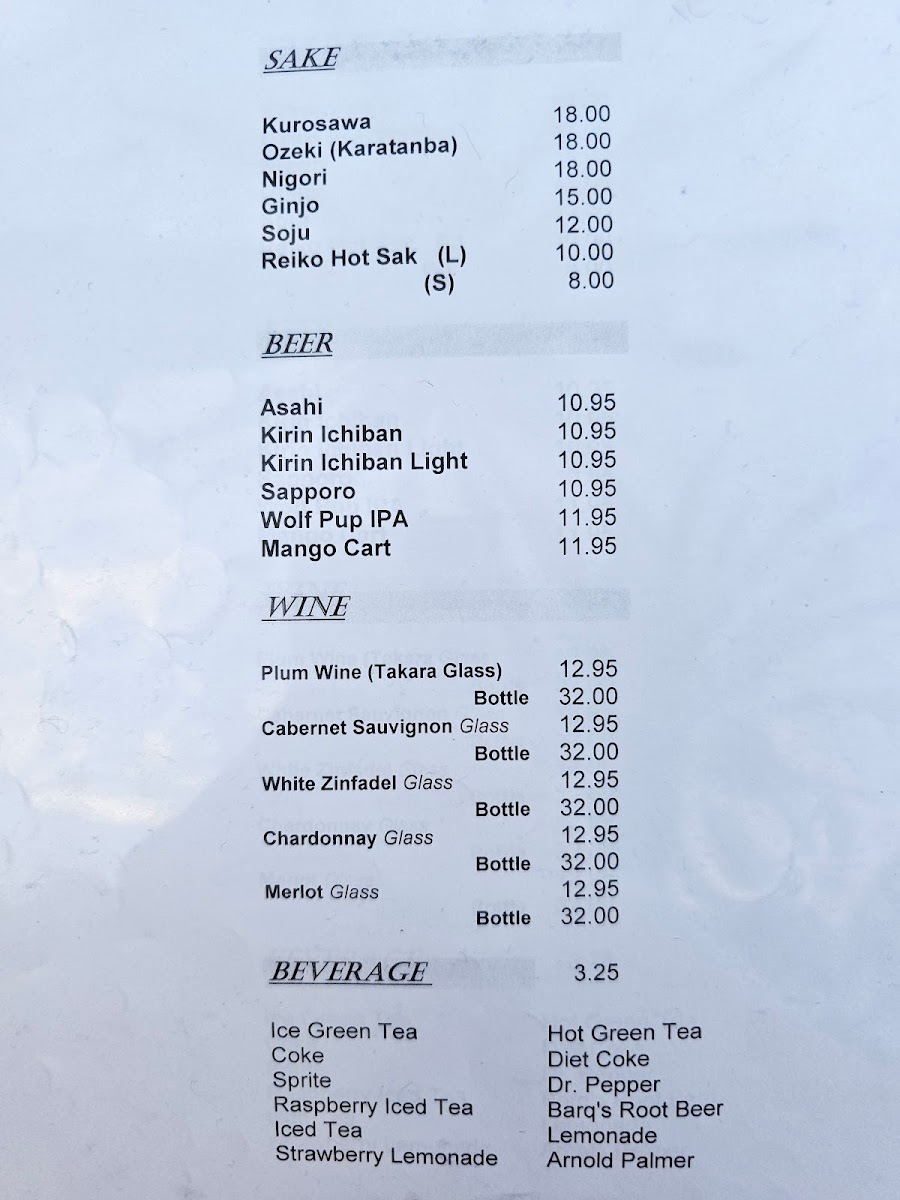 SAKE
Kurosawa 18.00
Ozeki (Karatanba) 18.00
Nigori 18.00
Ginjo 15.00
Soju 12.00
Reiko Hot Sak (L) 10.00
(S) 8.00
BEER
Asahi 10.95
Kirin Ichiban 10.95
Kirin Ichiban Light 10.95
Sapporo 10.95
Wolf Pup IPA 11.95
Mango Cart 11.95
WINE
Plum Wine (Takara Glass) 12.95
Bottle 32.00
Cabernet Sauvignon Glass 12.95
Bottle 32.00
White Zinfadel Glass 12.95
Bottle 32.00
Chardonnay Glass 12.95
Bottle 32.00
Merlot Glass 12.95
Bottle 32.00
BEVERAGE 3.25
Ice Green Tea Hot Green Tea
Coke Diet Coke
Sprite Dr. Pepper
Raspberry Iced Tea Barq's Root Beer
Iced Tea Lemonade
Strawberry Lemonade Arnold Palmer